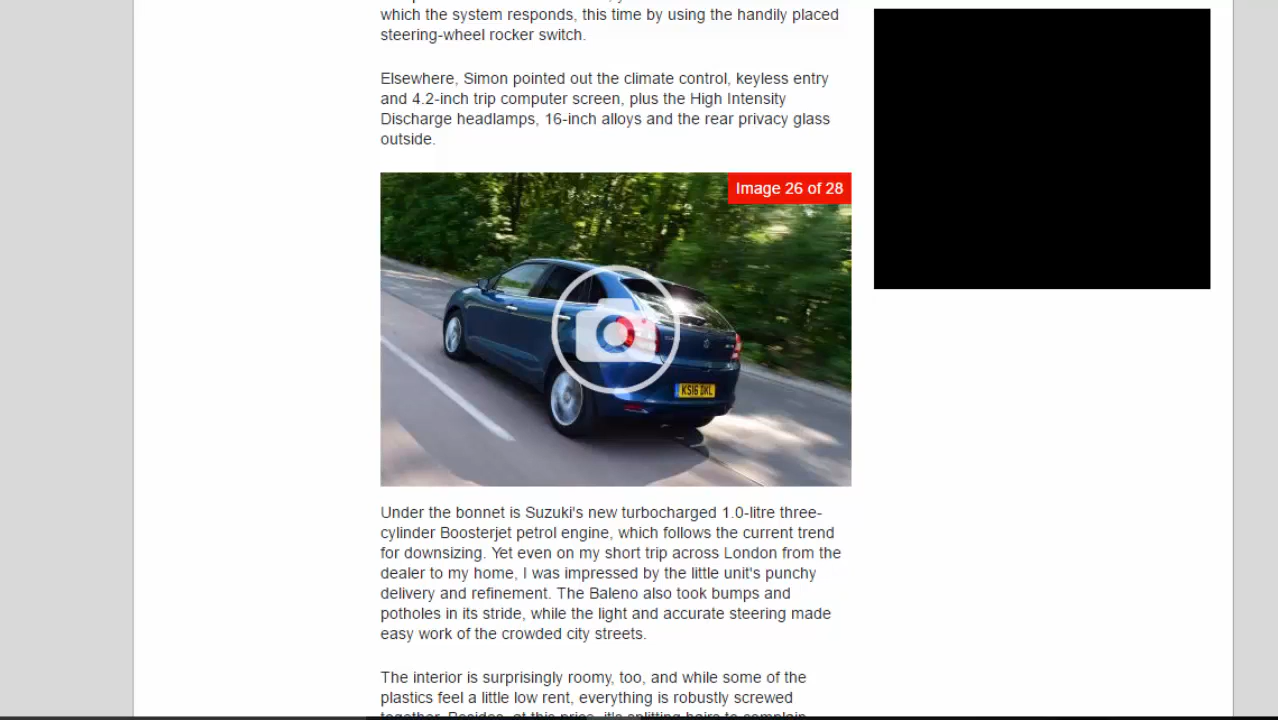 which the system responds, this time by using the handily placed
steering-wheel rocker switch.
Elsewhere, Simon pointed out the climate control, keyless entry
and 4.2-inch trip computer screen, plus the High Intensity
Discharge headlamps, 16-inch alloys and the rear privacy glass
outside.
Image 26 of 28
KS16 DKL
Under the bonnet is Suzuki's new turbocharged 1.0-litre three-
cylinder Boosterjet petrol engine, which follows the current trend
for downsizing. Yet even on my short trip across London from the
dealer to my home, I was impressed by the little unit's punchy
delivery and refinement. The Baleno also took bumps and
potholes in its stride, while the light and accurate steering made
easy work of the crowded city streets.
The interior is surprisingly roomy, too, and while some of the
plastics feel a little low rent, everything is robustly screwed
together. Besides, at this price, it's splitting hairs to complain